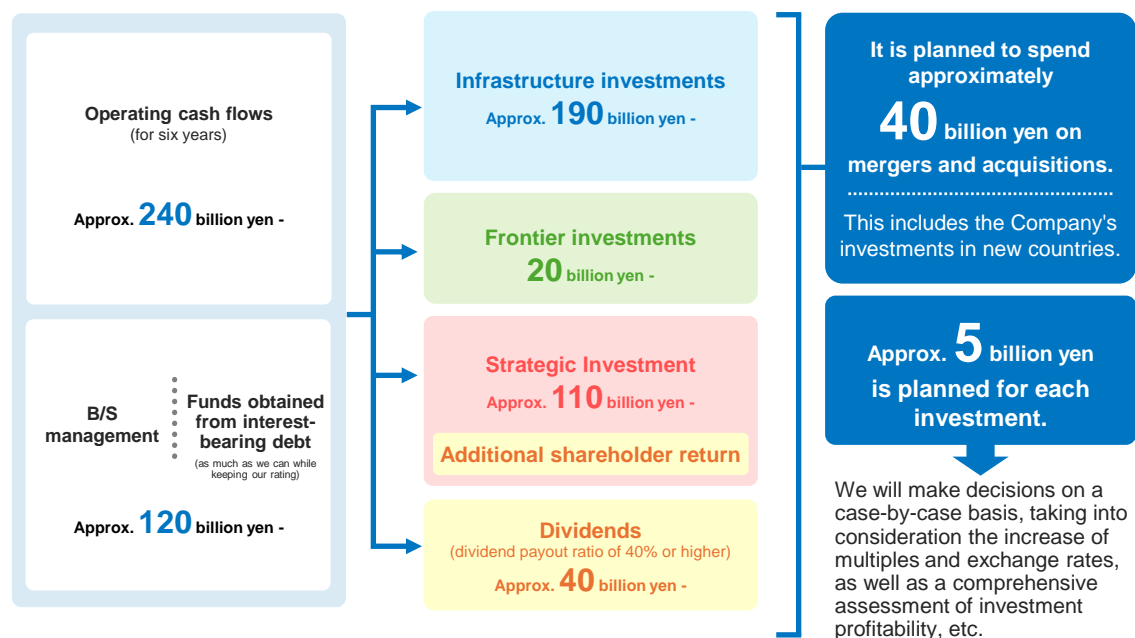 Operating cash flows
(for six years)
Approx. 240 billion yen -
B/S
management
Funds obtained
from interest-
bearing debt
(as much as we can while
keeping our rating)
Approx. 120 billion yen -
Infrastructure investments
Approx. 190 billion yen -
Frontier investments
20 billion yen -
Strategic Investment
Approx. 110 billion yen -
Additional shareholder return
Dividends
(dividend payout ratio of 40% or higher)
Approx. 40 billion yen -
It is planned to spend
approximately
40 billion yen on
mergers and acquisitions.
This includes the Company's
investments in new countries.
Approx. 5 billion yen
is planned for each
investment.
We will make decisions on a
case-by-case basis, taking into
consideration the increase of
multiples and exchange rates,
as well as a comprehensive
assessment of investment
profitability, etc.